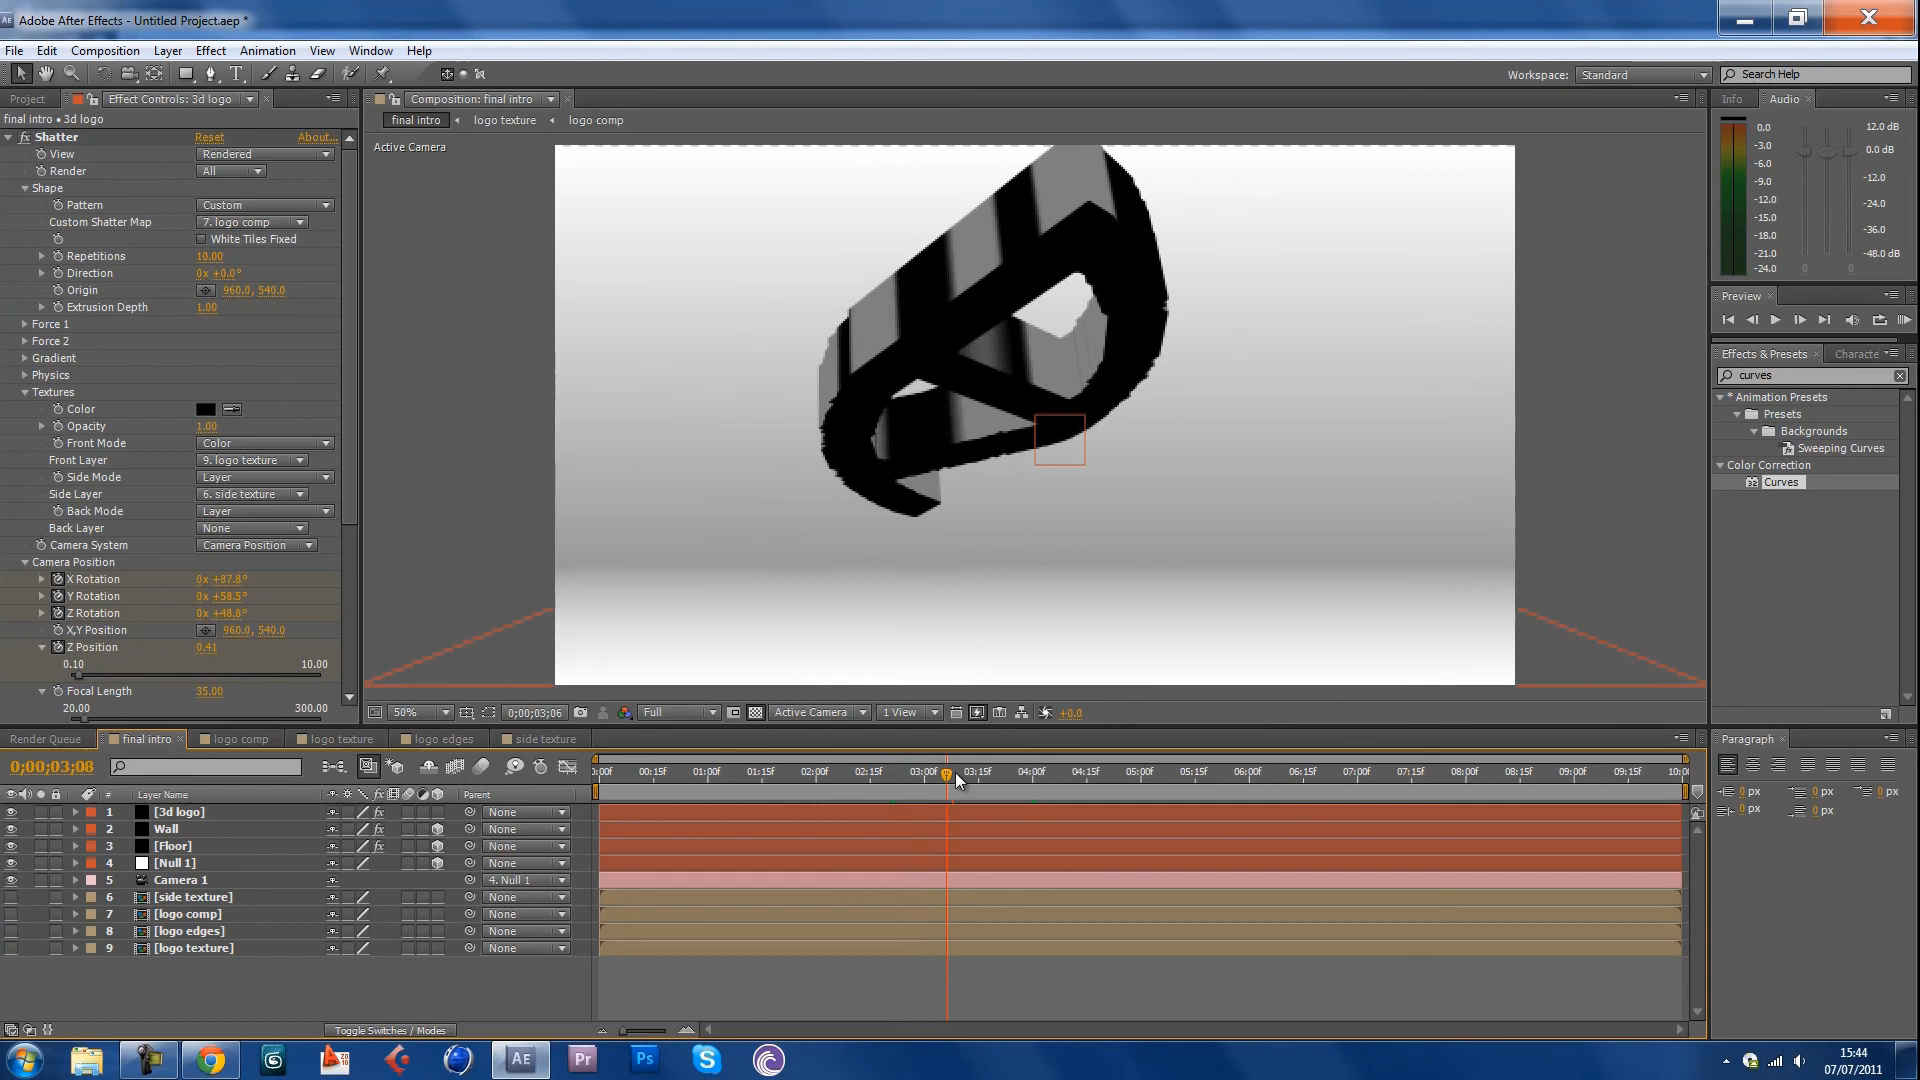 Adobe After Effects - Untitled Project.aep *
File Edit Composition Layer Effect Animation View Window Help
Workspace: Standard Search Help
Project Effect Controls: 3d logo Composition: final intro Info Audio
final intro • 3d logo
final intro logo texture logo comp
Active Camera
Shatter Reset About...
View Rendered
Render All
Shape
Pattern Custom
Custom Shatter Map 7. logo comp
White Tiles Fixed
Repetitions 10.00
Direction 0x +0.0°
Origin 960.0, 540.0
Extrusion Depth 1.00
Force 1
Force 2
Gradient
Physics
Textures
Color
Opacity 1.00
Front Mode Color
Front Layer 9. logo texture
Side Mode Layer
Side Layer 6. side texture
Back Mode Layer
Back Layer None
Camera System Camera Position
Camera Position
X Rotation 0x +87.8°
Y Rotation 0x +58.5°
Z Rotation 0x +48.8°
X,Y Position 960.0, 540.0
Z Position 0.41
0.10 10.00
Focal Length 35.00
20.00 300.00
0.0 12.0 dB
-3.0 0.0 dB
-6.0
-9.0 -12.0
-12.0
-15.0 -24.0
-18.0 -36.0
-21.0 -48.0 dB
-24.0 0 0
Preview
Effects & Presets Characte
curves
* Animation Presets
Presets
Backgrounds
Sweeping Curves
Color Correction
32 Curves
50% 0;00;03;06 Full Active Camera 1 View +0.0
Render Queue final intro logo comp logo texture logo edges side texture
Paragraph
0;00;03;08
0:00f 00:15f 01:00f 01:15f 02:00f 02:15f 03:00f 03:15f 04:00f 04:15f 05:00f 05:15f 06:00f 06:15f 07:00f 07:15f 08:00f 08:15f 09:00f 09:15f 10:0
# Layer Name Parent
0 px 0 px 0 px
0 px 0 px
1 [3d logo] fx None
2 Wall fx None
3 [Floor] fx None
4 [Null 1] None
5 Camera 1 4. Null 1
6 [side texture] None
7 [logo comp] None
8 [logo edges] None
9 [logo texture] None
Toggle Switches / Modes
2010 AE Pr Ps
15:44
07/07/2011